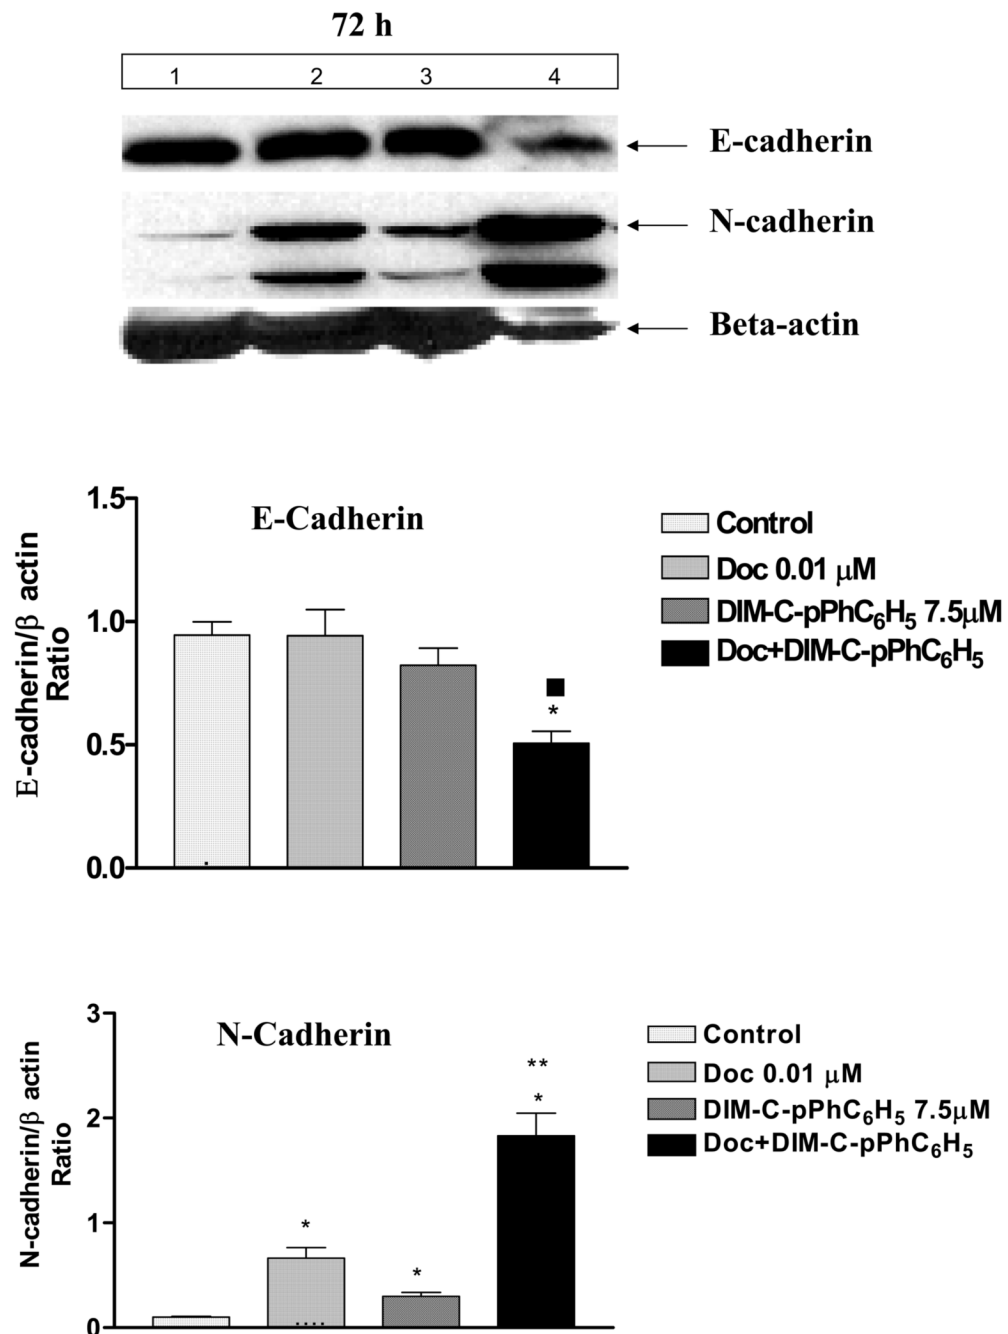 72 h
1 2 3 4
E-cadherin
N-cadherin
Beta-actin
E-Cadherin
E-cadherin/β actin
Ratio
1.5
1.0
0.5
0.0
■
*
Control
Doc 0.01 μM
DIM-C-pPhC₆H₅ 7.5μM
Doc+DIM-C-pPhC₆H₅
N-Cadherin
N-cadherin/β actin
Ratio
3
2
1
0
*
*
**
*
Control
Doc 0.01 μM
DIM-C-pPhC₆H₅ 7.5μM
Doc+DIM-C-pPhC₆H₅